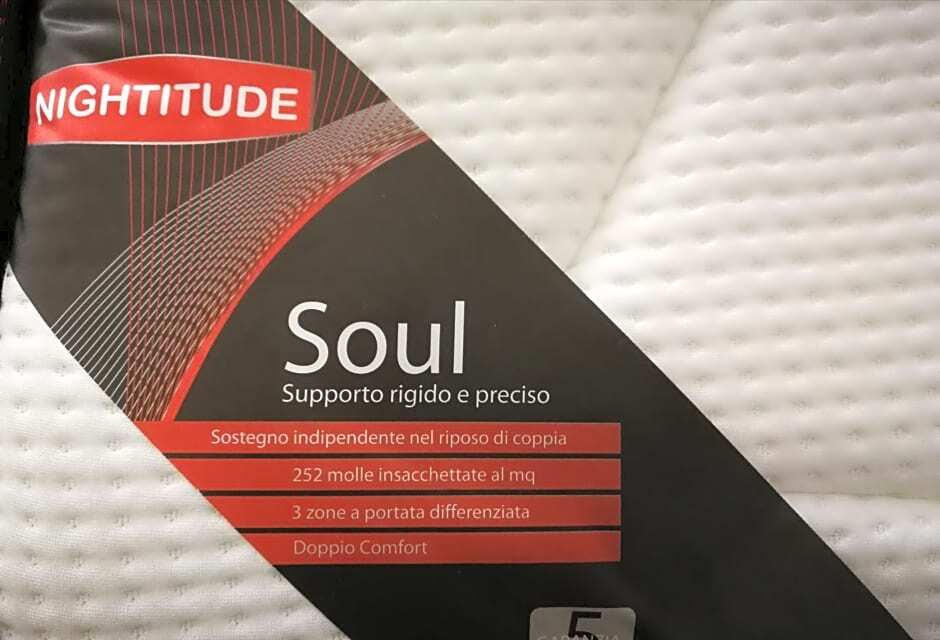 NIGHTITUDE
Soul
Supporto rigido e preciso
Sostegno indipendente nel riposo di coppia
252 molle insacchettate al mq
3 zone a portata differenziata
Doppio Comfort
5
GARANZIA